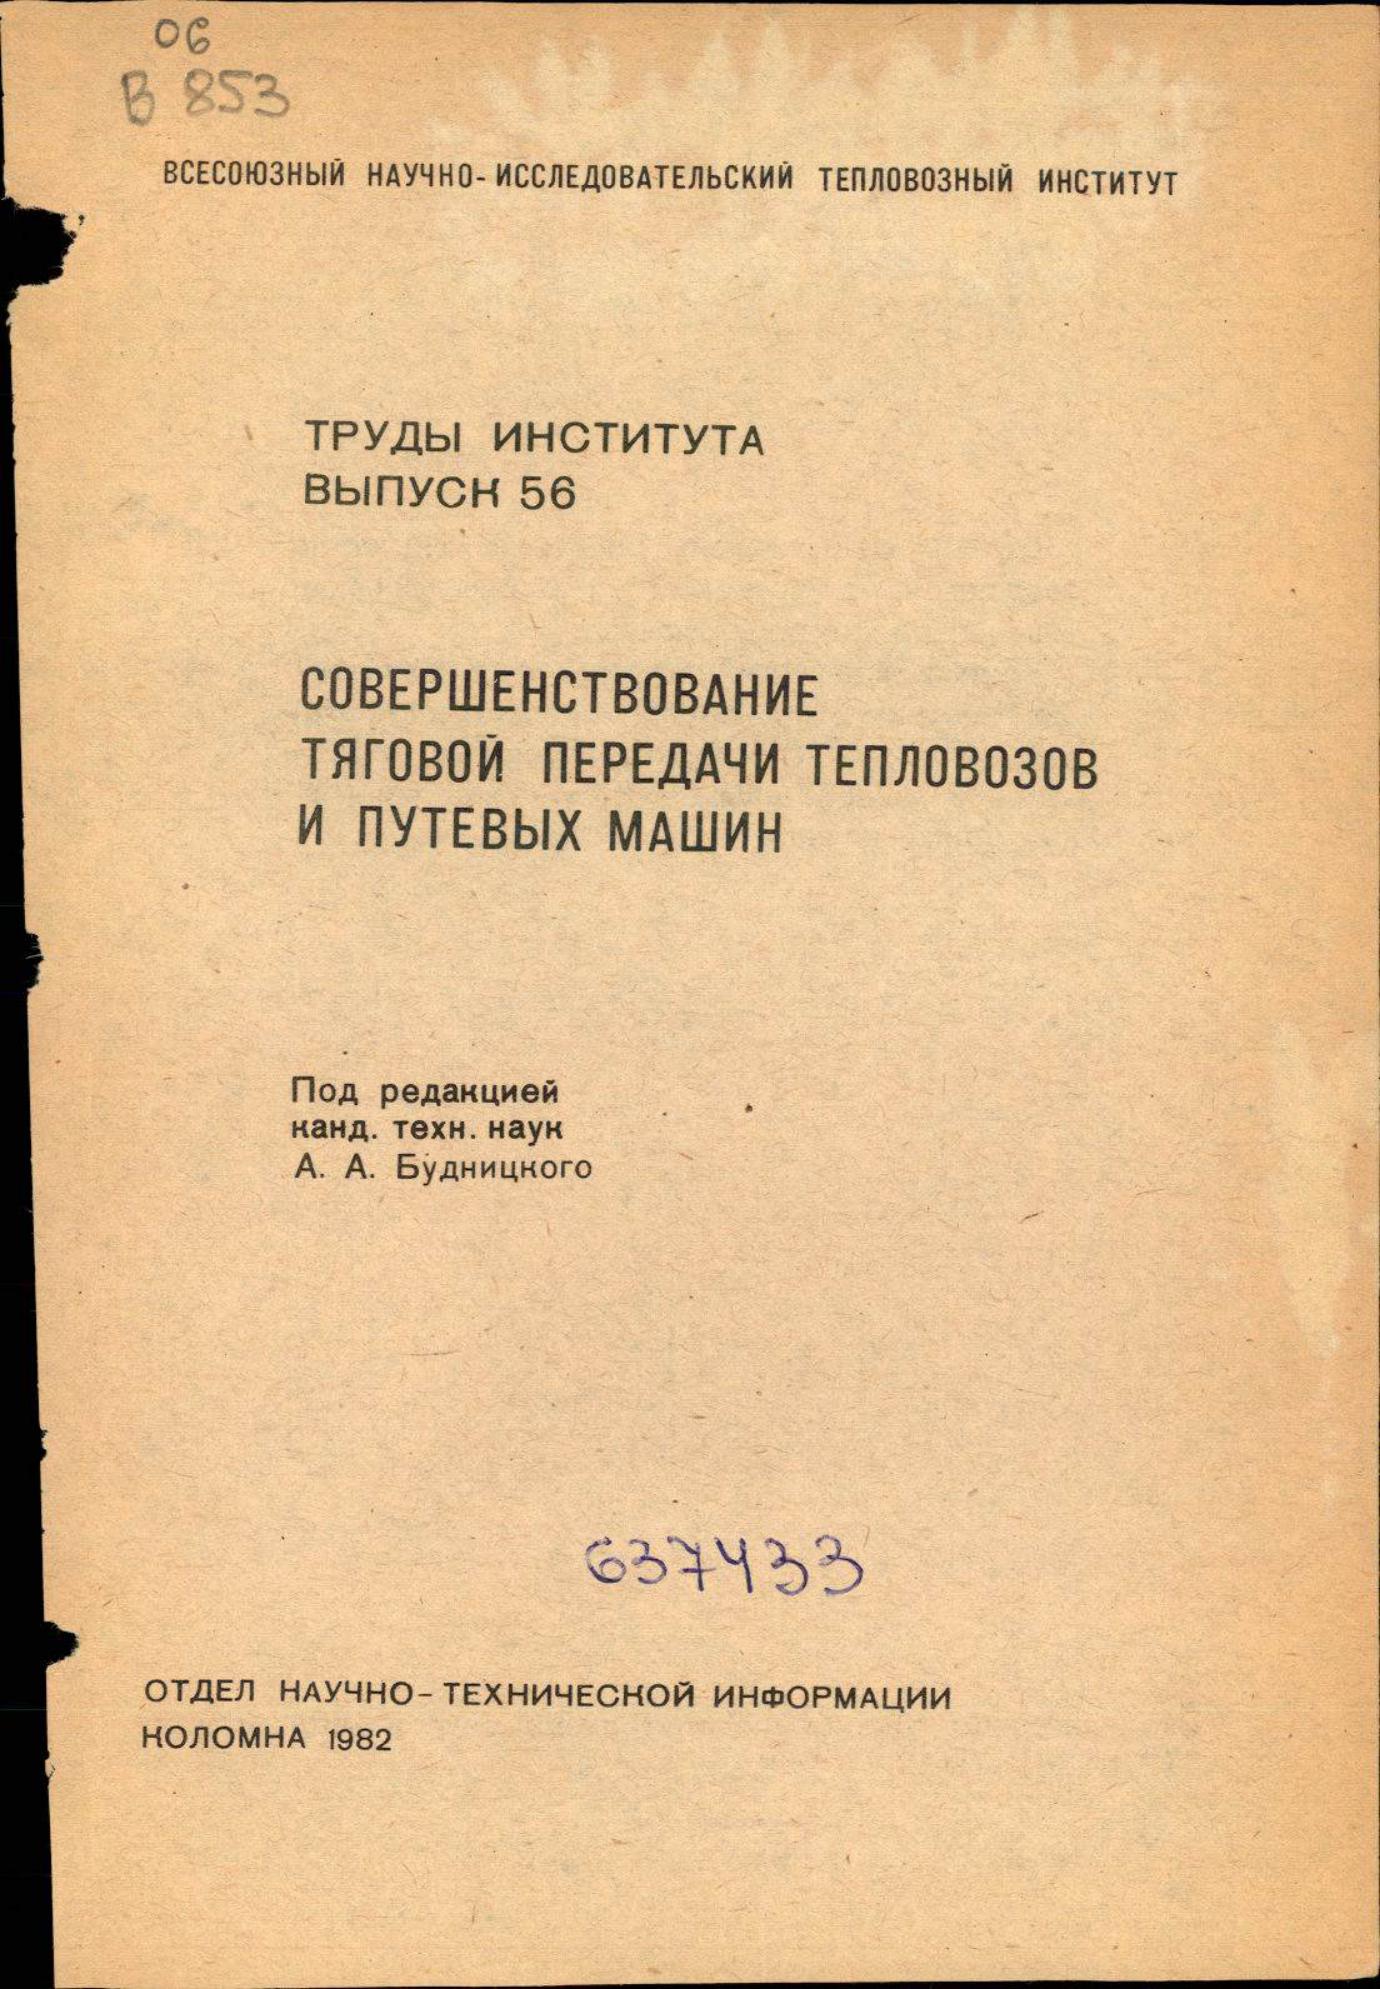 06
В 853
ВСЕСОЮЗНЫЙ НАУЧНО-ИССЛЕДОВАТЕЛЬСКИЙ ТЕПЛОВОЗНЫЙ ИНСТИТУТ
ТРУДЫ ИНСТИТУТА
ВЫПУСК 56
СОВЕРШЕНСТВОВАНИЕ
ТЯГОВОЙ ПЕРЕДАЧИ ТЕПЛОВОЗОВ
И ПУТЕВЫХ МАШИН
Под редакцией
канд. техн. наук
А. А. Будницкого
637433
ОТДЕЛ НАУЧНО-ТЕХНИЧЕСКОЙ ИНФОРМАЦИИ
КОЛОМНА 1982